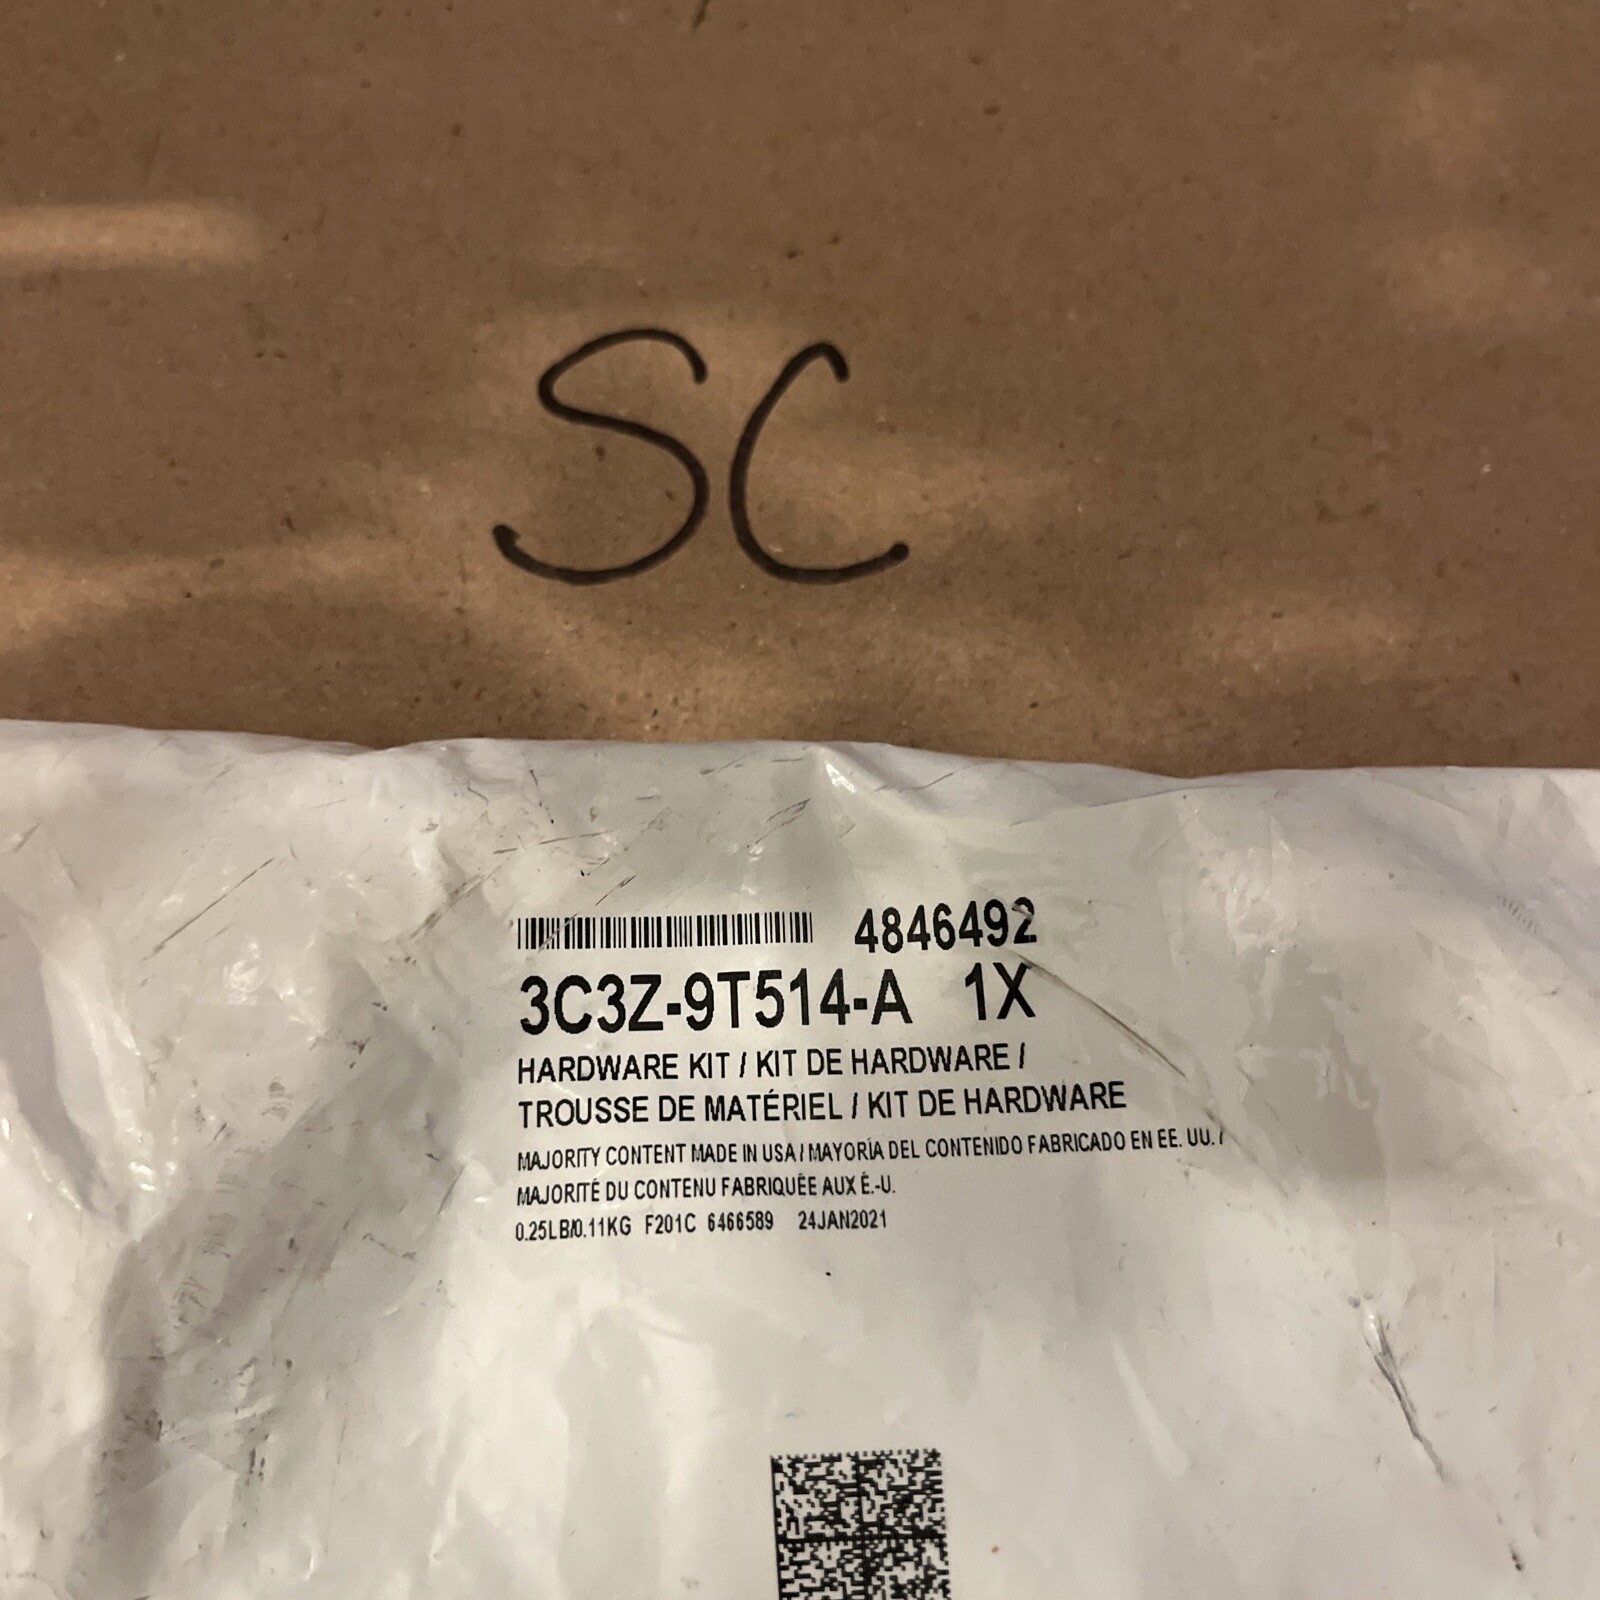 SC
4846492
3C3Z-9T514-A 1X
HARDWARE KIT / KIT DE HARDWARE /
TROUSSE DE MATÉRIEL / KIT DE HARDWARE
MAJORITY CONTENT MADE IN USA / MAYORÍA DEL CONTENIDO FABRICADO EN EE. UU. /
MAJORITÉ DU CONTENU FABRIQUÉE AUX É.-U.
0.25LB/0.11KG F201C 6466589 24JAN2021